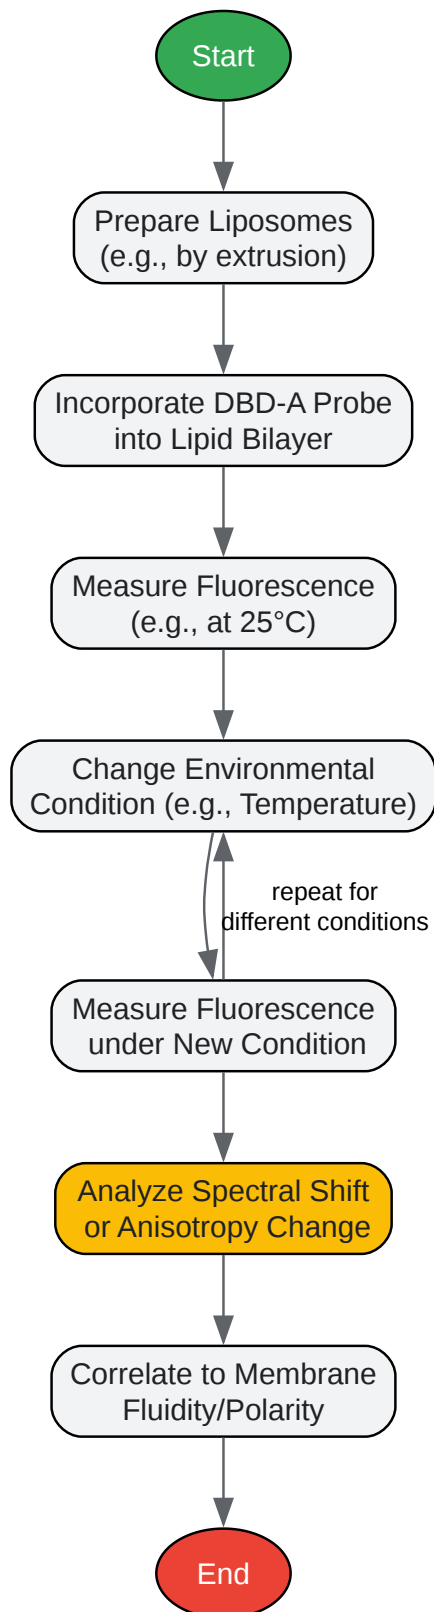 Start
Prepare Liposomes
(e.g., by extrusion)
Incorporate DBD-A Probe
into Lipid Bilayer
Measure Fluorescence
(e.g., at 25°C)
Change Environmental
Condition (e.g., Temperature)
repeat for
different conditions
Measure Fluorescence
under New Condition
Analyze Spectral Shift
or Anisotropy Change
Correlate to Membrane
Fluidity/Polarity
End